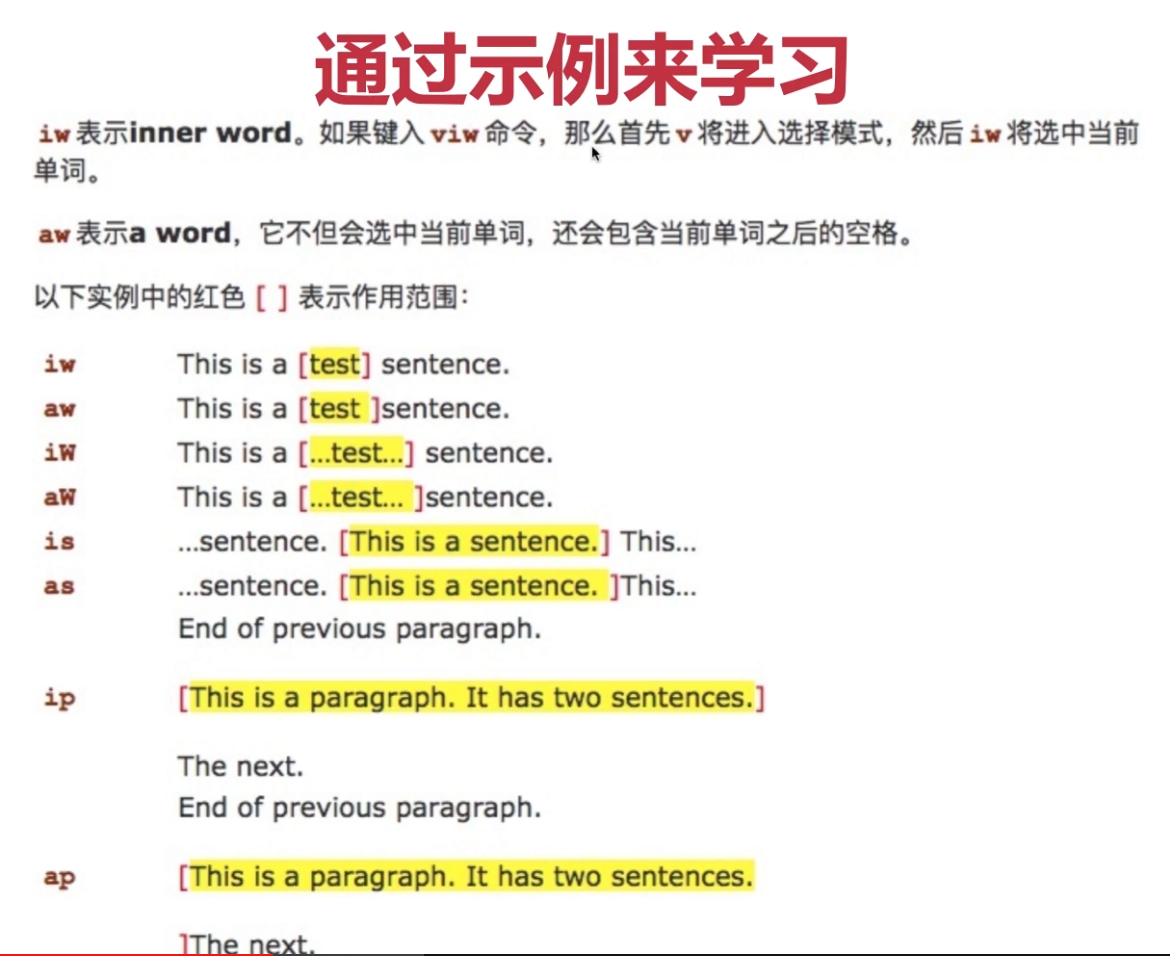 通过示例来学习
iw 表示inner word。如果键入 viw 命令，那么首先 v 将进入选择模式，然后 iw 将选中当前
单词。
aw 表示a word，它不但会选中当前单词，还会包含当前单词之后的空格。
以下实例中的红色 [ ] 表示作用范围：
iw This is a [test] sentence.
aw This is a [test ]sentence.
iW This is a [...test...] sentence.
aW This is a [...test... ]sentence.
is ...sentence. [This is a sentence.] This...
as ...sentence. [This is a sentence. ]This...
End of previous paragraph.
ip [This is a paragraph. It has two sentences.]
The next.
End of previous paragraph.
ap [This is a paragraph. It has two sentences.
]The next.